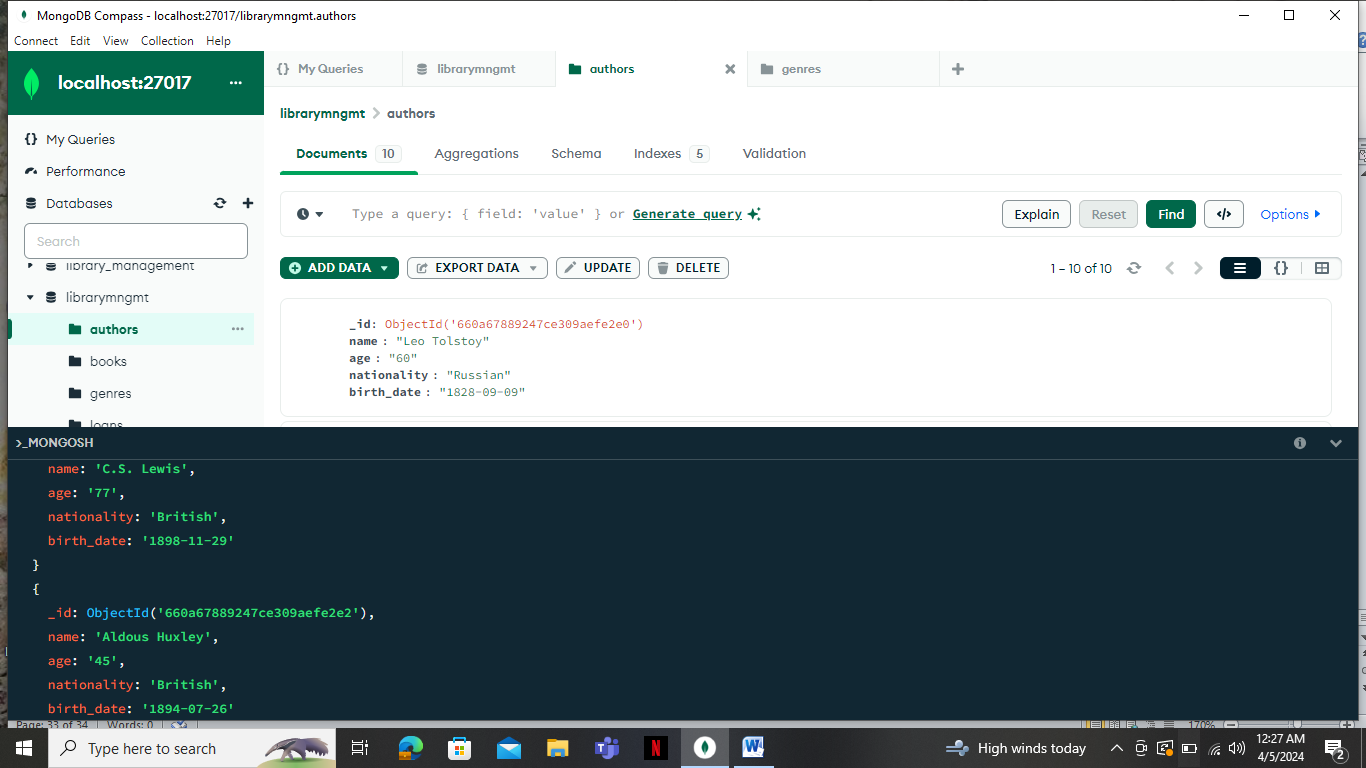 MongoDB Compass - localhost:27017/librarymngmt.authors
Connect Edit View Collection Help
localhost:27017 ...
{} My Queries
librarymngmt
authors
genres
librarymngmt > authors
My Queries
Performance
Databases
Search
library_management
librarymngmt
authors ...
books
genres
loans
Documents 10 Aggregations Schema Indexes 5 Validation
Type a query: { field: 'value' } or Generate query
Explain Reset Find </> Options
ADD DATA EXPORT DATA UPDATE DELETE
1 – 10 of 10 {}
_id: ObjectId('660a67889247ce309aefe2e0')
name : "Leo Tolstoy"
age : "60"
nationality : "Russian"
birth_date : "1828-09-09"
>_MONGOSH
name: 'C.S. Lewis',
age: '77',
nationality: 'British',
birth_date: '1898-11-29'
}
{
_id: ObjectId('660a67889247ce309aefe2e2'),
name: 'Aldous Huxley',
age: '45',
nationality: 'British',
birth_date: '1894-07-26'
Page: 33 of 34 Words: 0 170%
Type here to search
High winds today
12:27 AM
4/5/2024
2